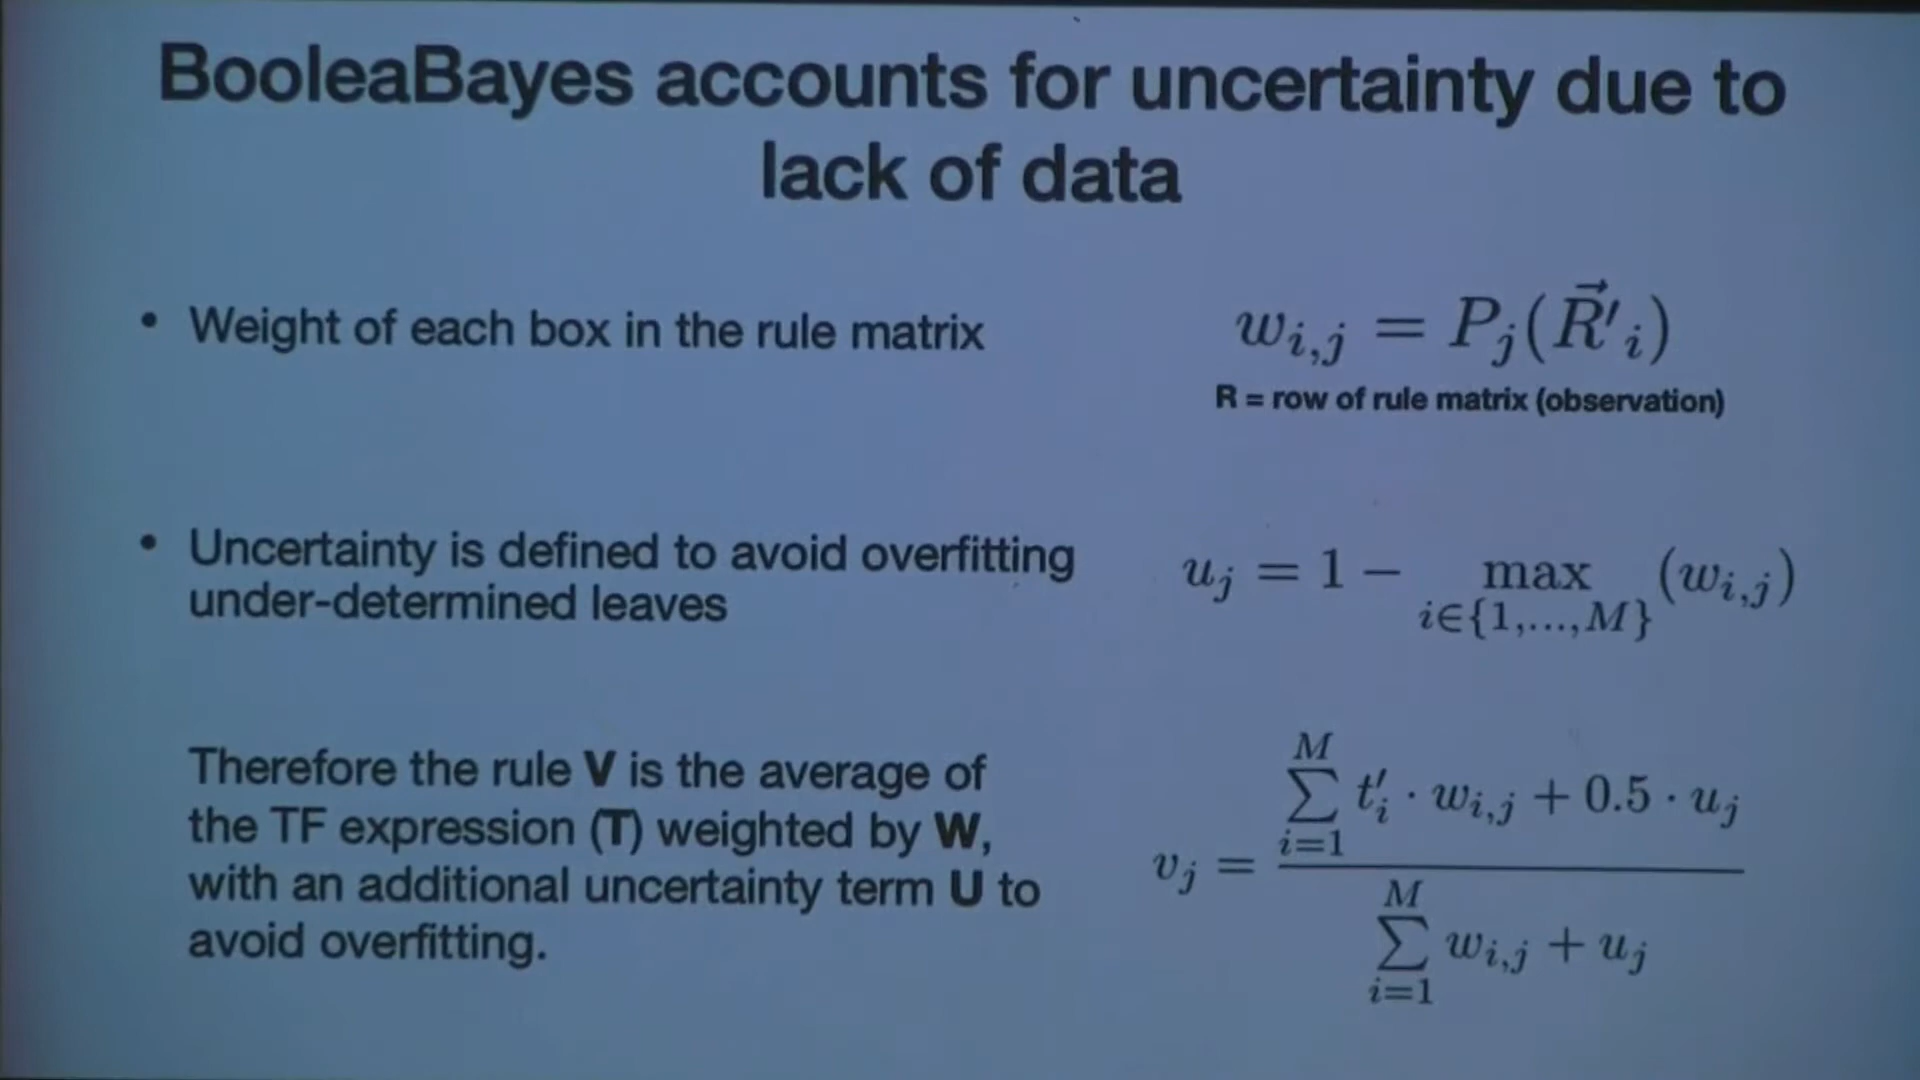 BooleaBayes accounts for uncertainty due to
lack of data
• Weight of each box in the rule matrix
w_{i,j} = P_j(\vec{R}'_i)
R = row of rule matrix (observation)
• Uncertainty is defined to avoid overfitting
under-determined leaves
u_j = 1 - \max_{i∈\{1,...,M\}} (w_{i,j})
Therefore the rule V is the average of
the TF expression (T) weighted by W,
with an additional uncertainty term U to
avoid overfitting.
v_j = \frac{\sum_{i=1}^{M} t'_i · w_{i,j} + 0.5 · u_j}{\sum_{i=1}^{M} w_{i,j} + u_j}